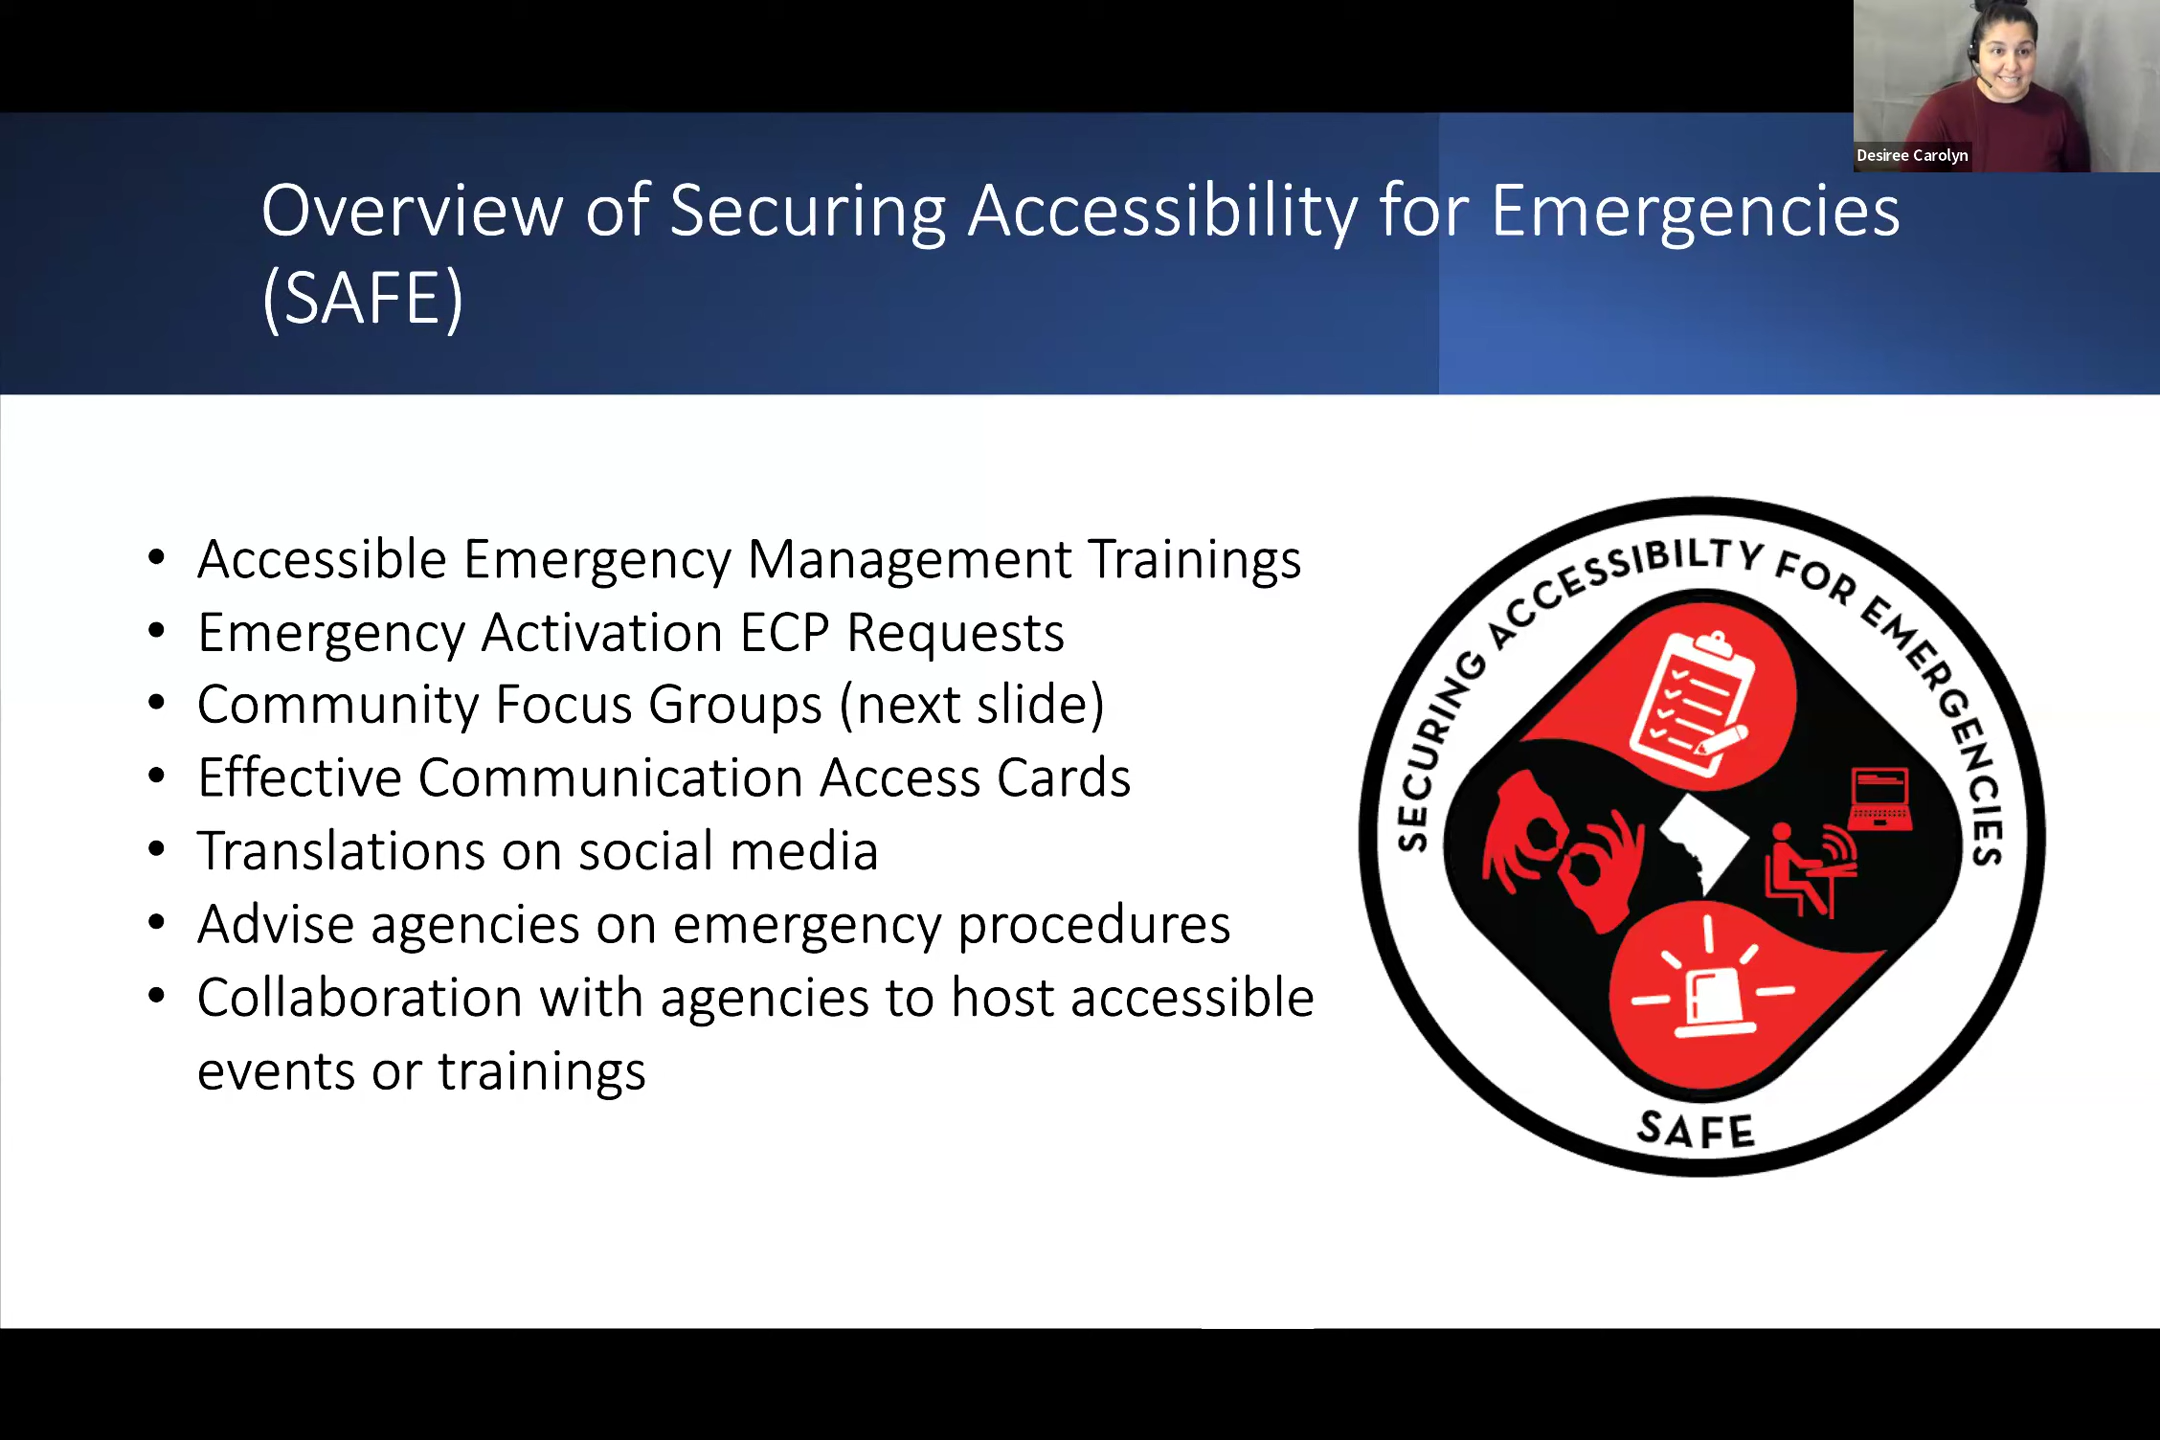 Desiree Carolyn
Overview of Securing Accessibility for Emergencies
(SAFE)
• Accessible Emergency Management Trainings
• Emergency Activation ECP Requests
• Community Focus Groups (next slide)
• Effective Communication Access Cards
• Translations on social media
• Advise agencies on emergency procedures
• Collaboration with agencies to host accessible
events or trainings
SECURING ACCESSIBILTY FOR EMERGENCIES
SAFE